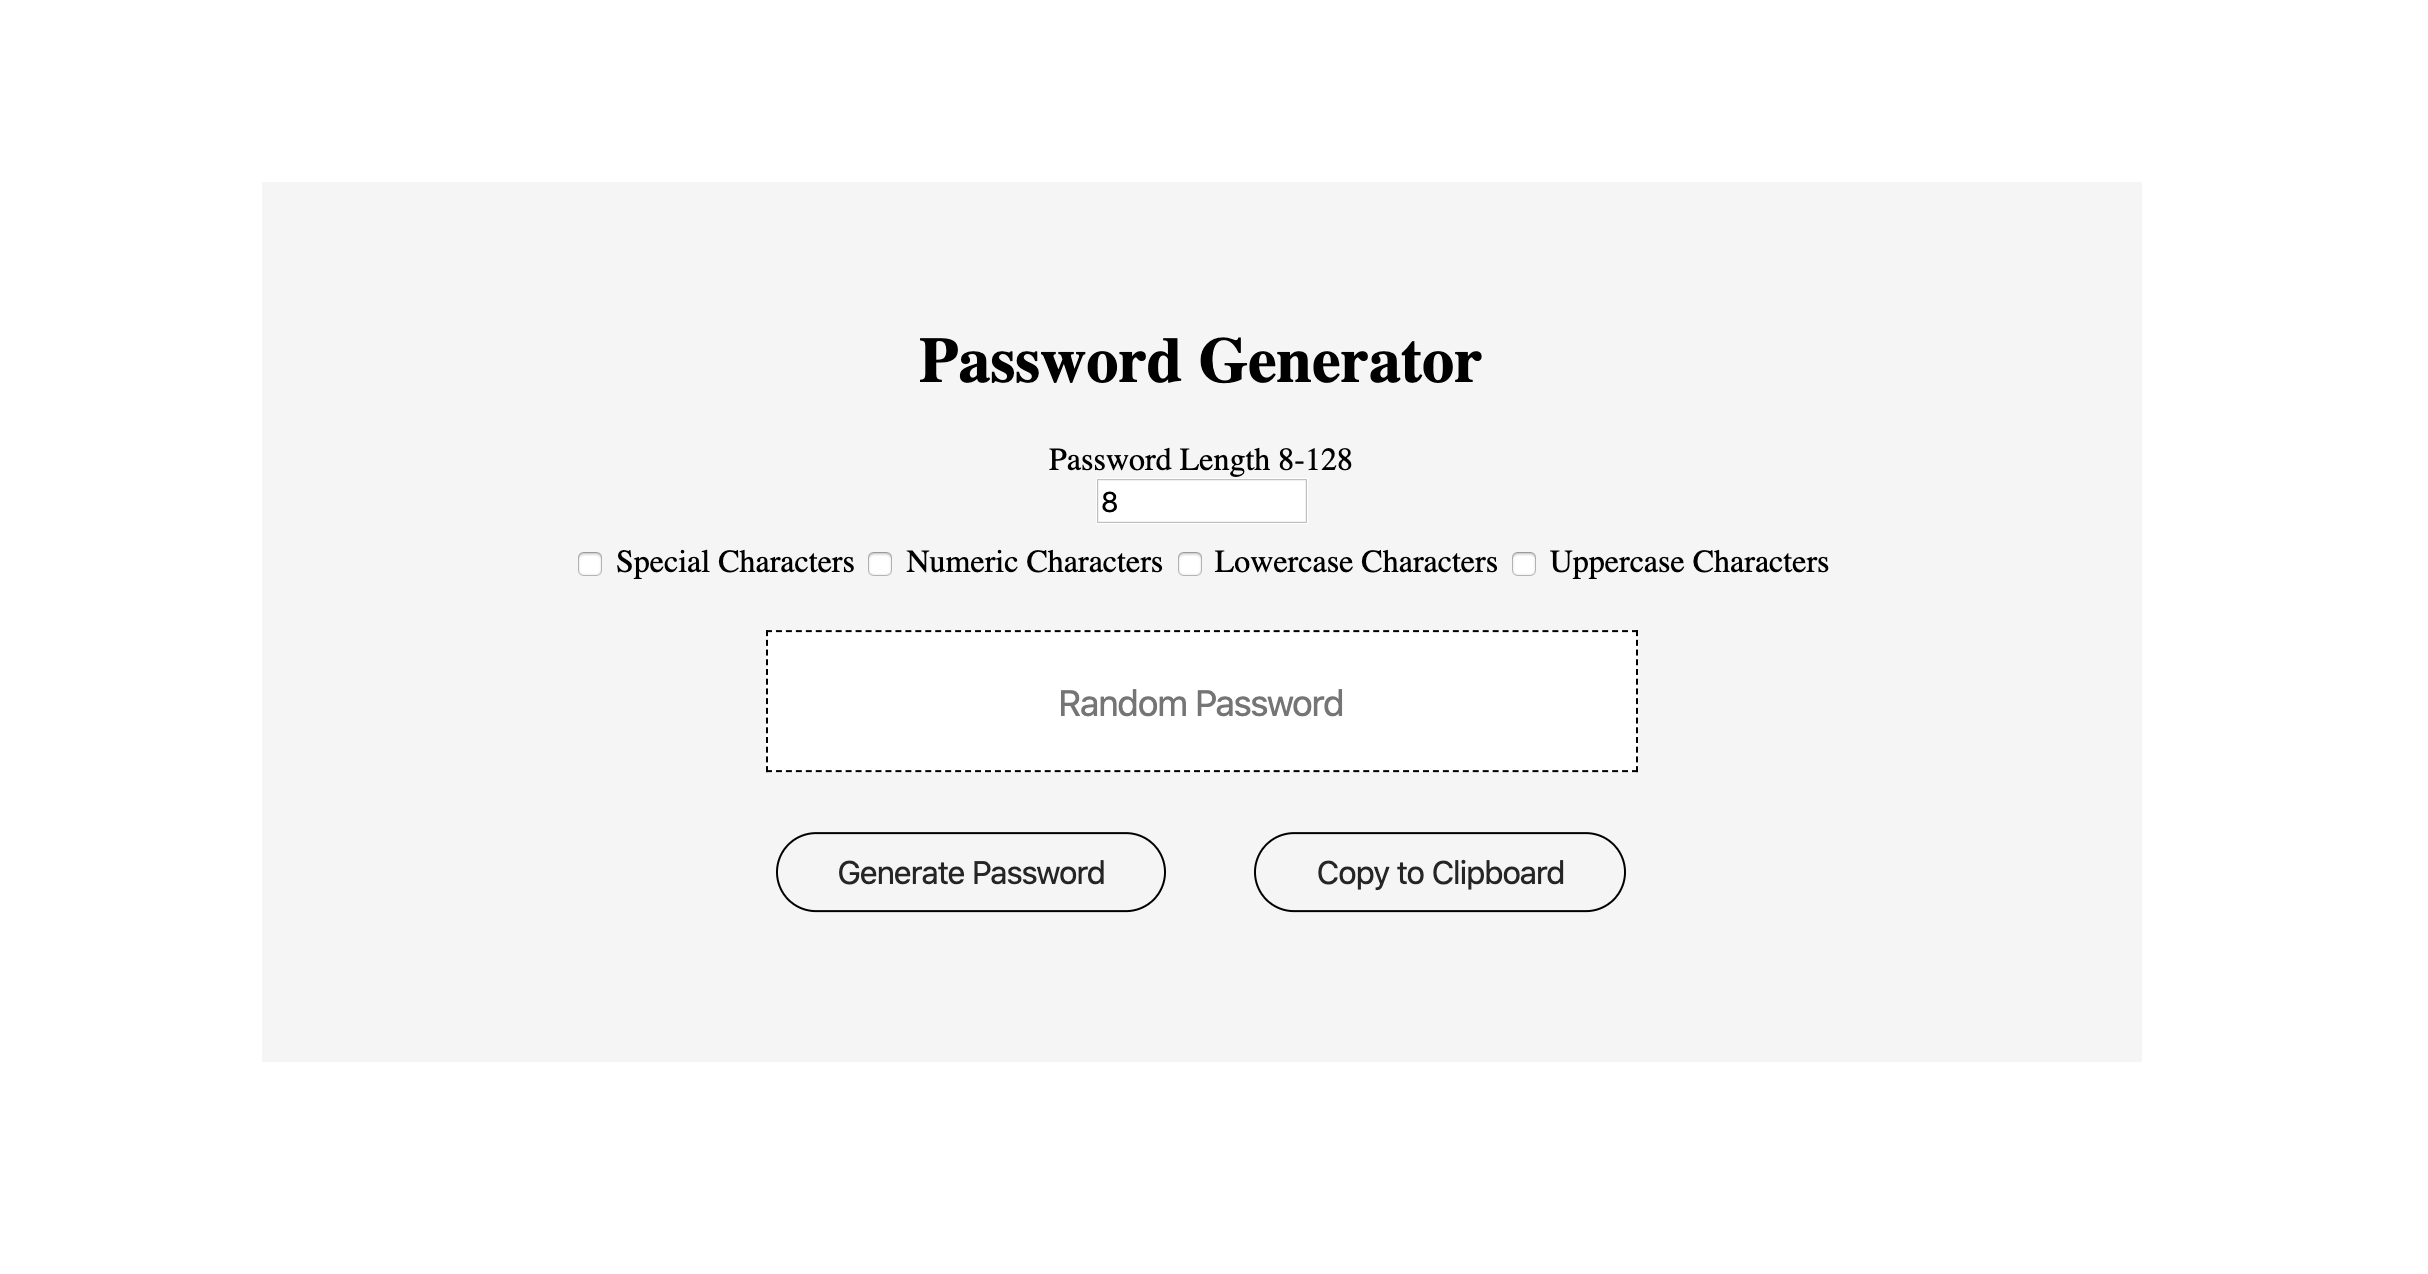 Password Generator
Password Length 8-128
8
Special Characters Numeric Characters Lowercase Characters Uppercase Characters
Random Password
Generate Password Copy to Clipboard